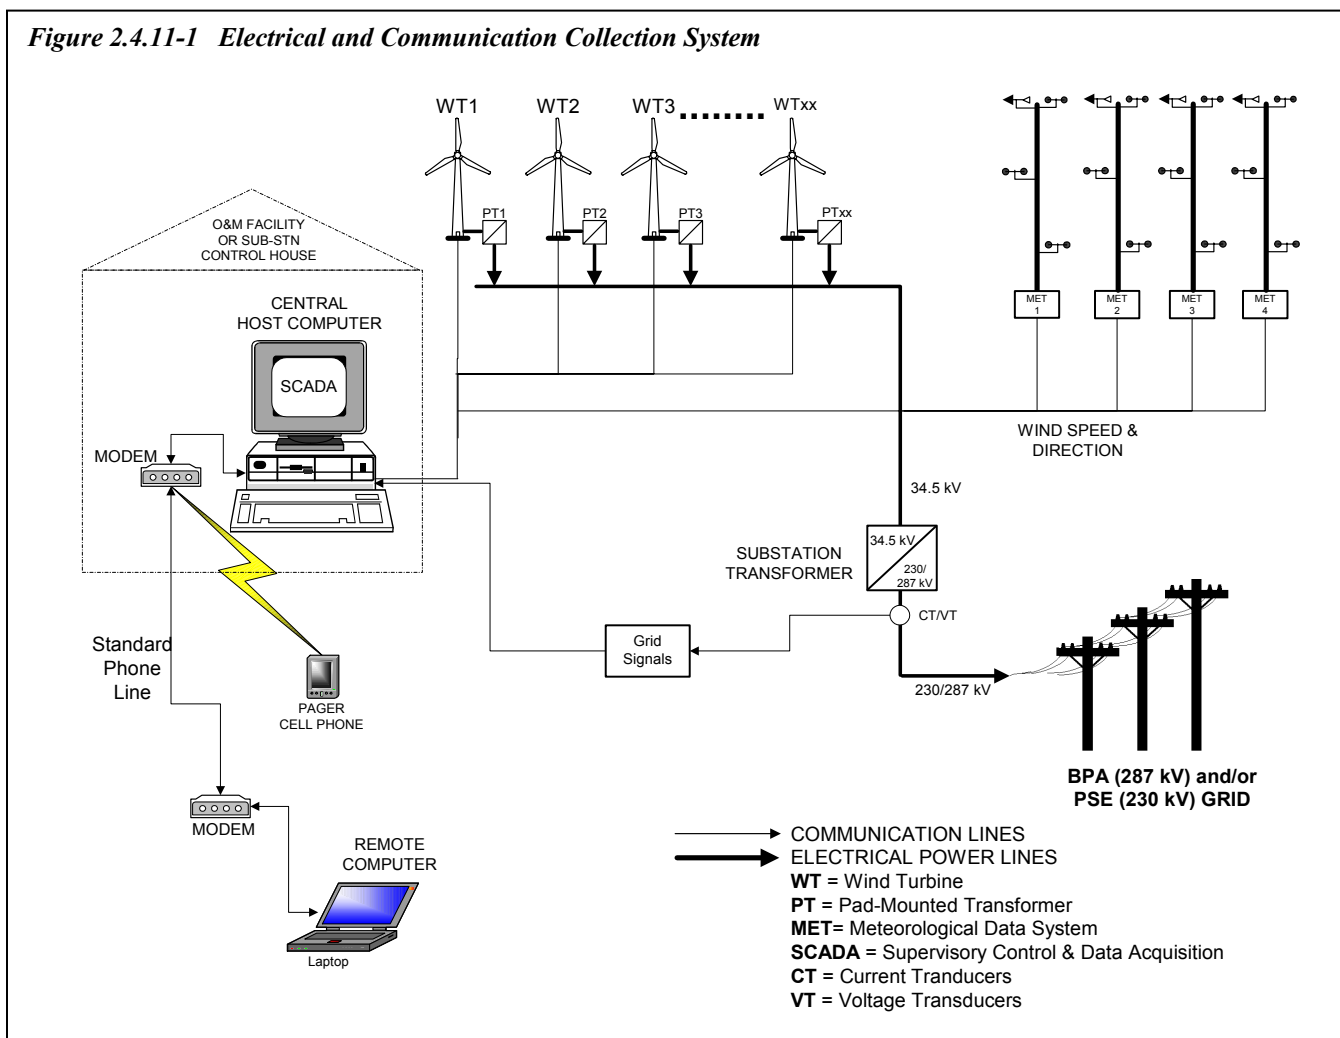 Figure 2.4.11-1 Electrical and Communication Collection System
WT1
WT2
WT3
WTxx
PT1
PT2
PT3
PTxx
O&M FACILITY
OR SUB-STN
CONTROL HOUSE
CENTRAL
HOST COMPUTER
SCADA
MODEM
MET
1
MET
2
MET
3
MET
4
WIND SPEED &
DIRECTION
34.5 kV
SUBSTATION
TRANSFORMER
34.5 kV
230/
287 kV
CT/VT
Grid
Signals
230/287 kV
Standard
Phone
Line
PAGER
CELL PHONE
BPA (287 kV) and/or
PSE (230 kV) GRID
MODEM
REMOTE
COMPUTER
Laptop
COMMUNICATION LINES
ELECTRICAL POWER LINES
WT = Wind Turbine
PT = Pad-Mounted Transformer
MET= Meteorological Data System
SCADA = Supervisory Control & Data Acquisition
CT = Current Tranducers
VT = Voltage Transducers